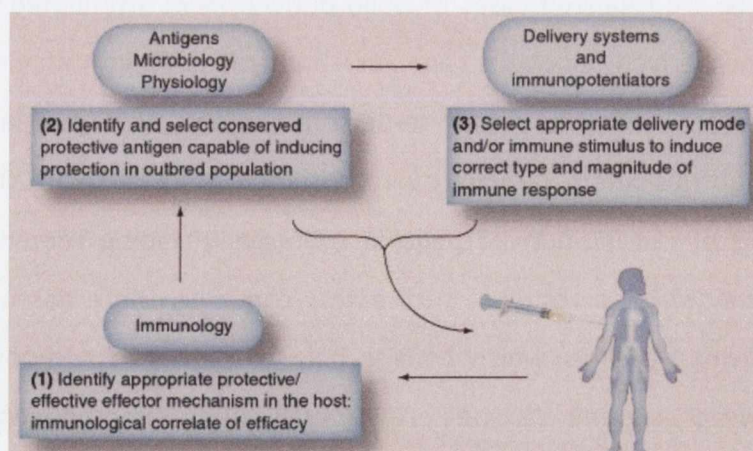 Antigens
Microbiology
Physiology
(2) Identify and select conserved
protective antigen capable of inducing
protection in outbred population
Delivery systems
and
immunopotentiators
(3) Select appropriate delivery mode
and/or immune stimulus to induce
correct type and magnitude of
immune response
Immunology
(1) Identify appropriate protective/
effective effector mechanism in the host:
immunological correlate of efficacy